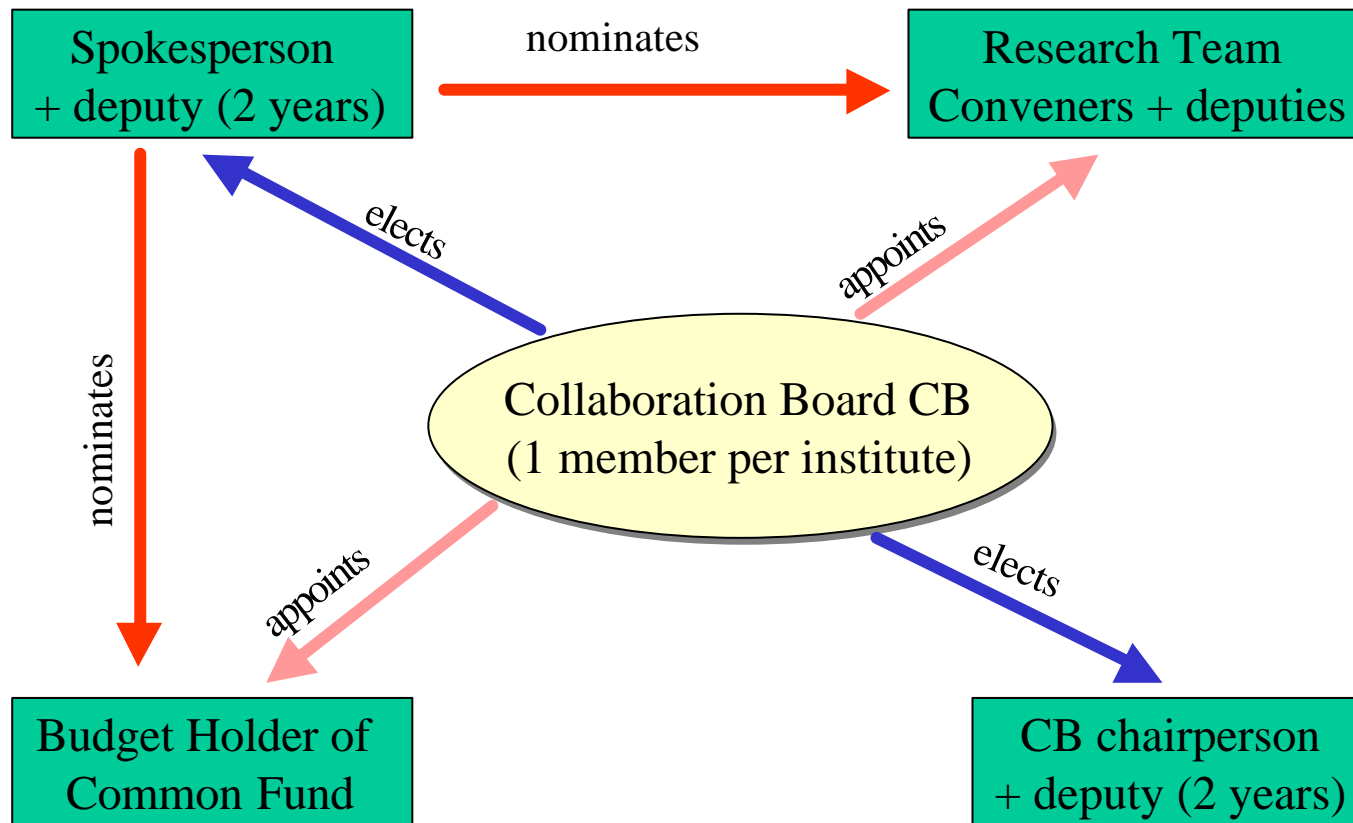 Spokesperson
+ deputy (2 years)
nominates
Research Team
Conveners + deputies
elects
appoints
nominates
Collaboration Board CB
(1 member per institute)
appoints
elects
Budget Holder of
Common Fund
CB chairperson
+ deputy (2 years)